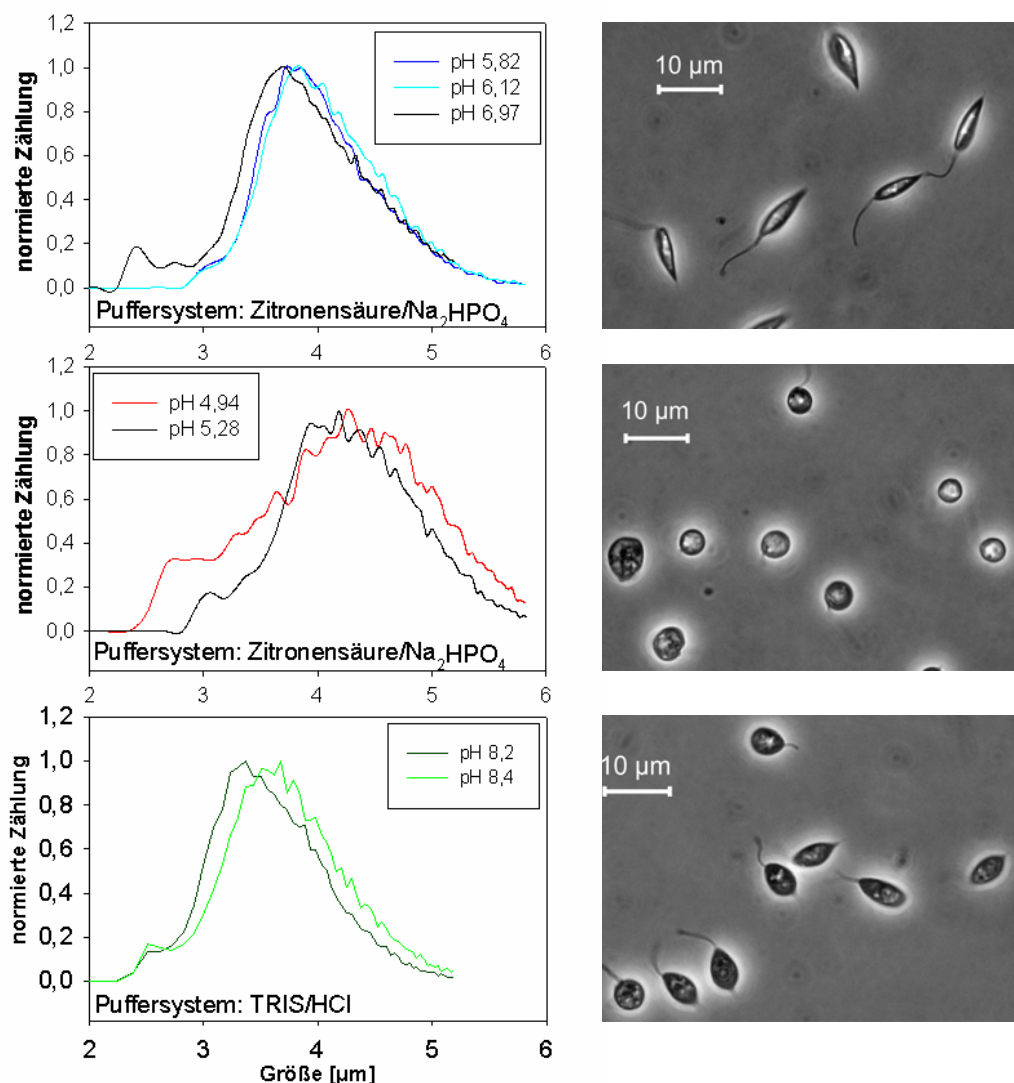 1,2
1,0
0,8
0,6
0,4
0,2
0,0
normierte Zählung
pH 5,82
pH 6,12
pH 6,97
Puffersystem: Zitronensäure/Na2HPO4
2 3 4 5 6
10 µm
1,2
1,0
0,8
0,6
0,4
0,2
0,0
normierte Zählung
pH 4,94
pH 5,28
Puffersystem: Zitronensäure/Na2HPO4
2 3 4 5 6
10 µm
1,2
1,0
0,8
0,6
0,4
0,2
0,0
normierte Zählung
pH 8,2
pH 8,4
Puffersystem: TRIS/HCl
2 3 4 5 6
Größe [µm]
10 µm